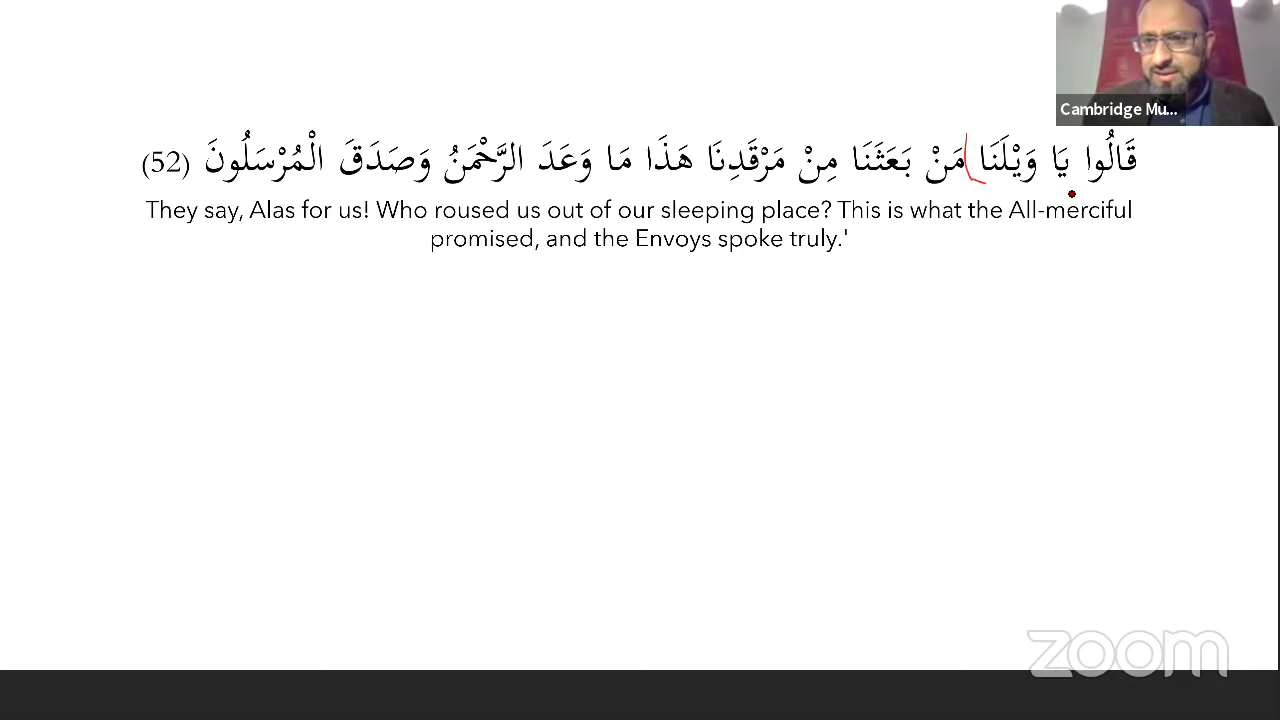 Cambridge Mu...
قَالُوا يَا وَيْلَنَا مَنْ بَعَثَنَا مِنْ مَرْقَدِنَا هَذَا مَا وَعَدَ الرَّحْمَنُ وَصَدَقَ الْمُرْسَلُونَ (52)
They say, Alas for us! Who roused us out of our sleeping place? This is what the All-merciful
promised, and the Envoys spoke truly.'
zoom